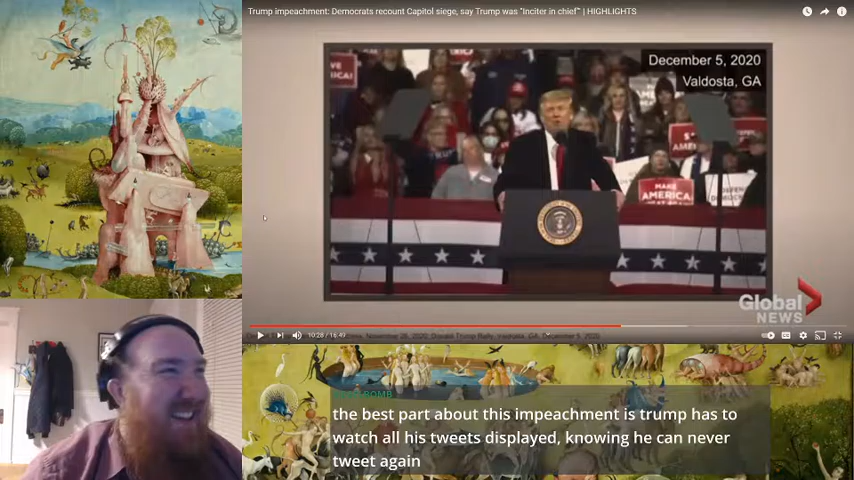 Trump impeachment: Democrats recount Capitol siege, say Trump was "Inciter in chief" | HIGHLIGHTS
December 5, 2020
Valdosta, GA
MAKE
AMERICA
Global
NEWS
10:28 / 16:49
the best part about this impeachment is trump has to
watch all his tweets displayed, knowing he can never
tweet again